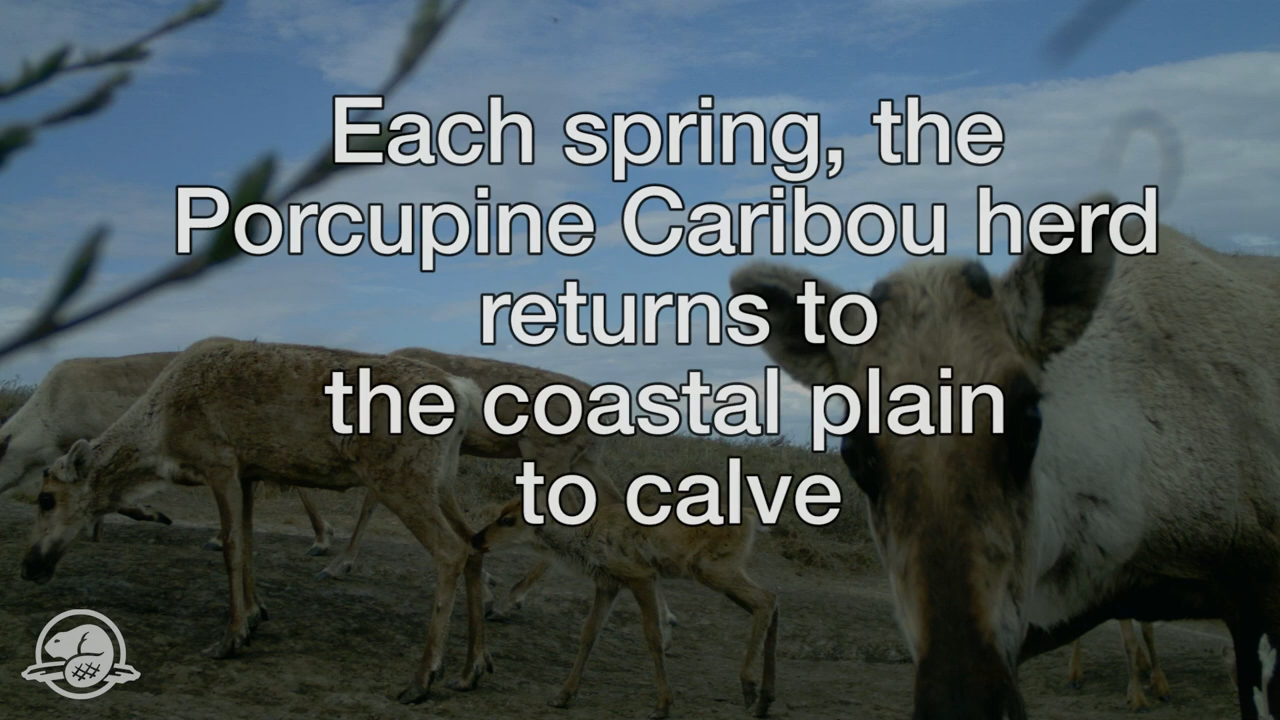 Each spring, the
Porcupine Caribou herd
returns to
the coastal plain
to calve